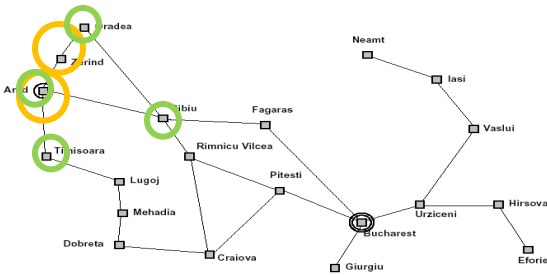 Oradea
Neamt
Zerind
Iasi
Arad
Sibiu
Fagaras
Vaslui
Rimnicu Vilcea
Timisoara
Pitesti
Lugoj
Hirsova
Mehadia
Urziceni
Bucharest
Dobreta
Craiova
Eforie
Giurgiu